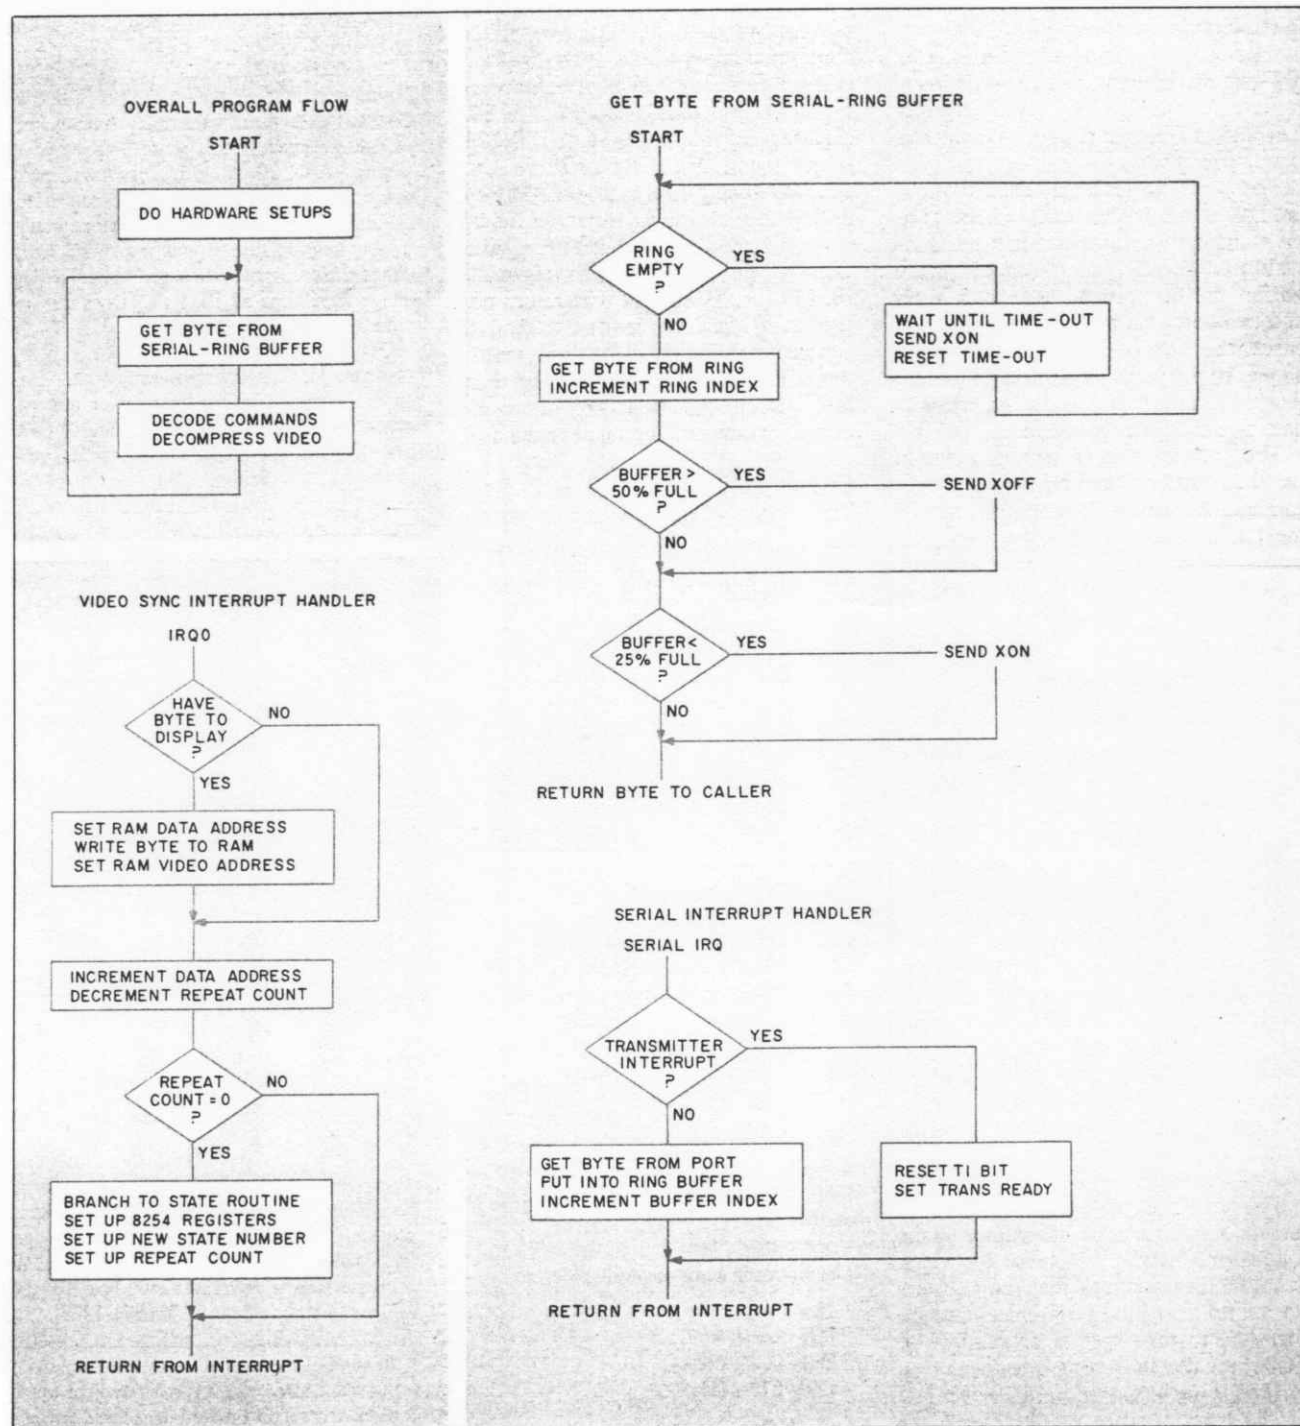 OVERALL PROGRAM FLOW
START
DO HARDWARE SETUPS
GET BYTE FROM
SERIAL-RING BUFFER
DECODE COMMANDS
DECOMPRESS VIDEO
GET BYTE FROM SERIAL-RING BUFFER
START
RING
EMPTY
?
YES
NO
WAIT UNTIL TIME-OUT
SEND XON
RESET TIME-OUT
GET BYTE FROM RING
INCREMENT RING INDEX
BUFFER >
50% FULL
?
YES
SEND XOFF
NO
BUFFER <
25% FULL
?
YES
SEND XON
NO
RETURN BYTE TO CALLER
VIDEO SYNC INTERRUPT HANDLER
IRQ0
HAVE
BYTE TO
DISPLAY
?
NO
YES
SET RAM DATA ADDRESS
WRITE BYTE TO RAM
SET RAM VIDEO ADDRESS
INCREMENT DATA ADDRESS
DECREMENT REPEAT COUNT
REPEAT
COUNT = 0
?
NO
YES
BRANCH TO STATE ROUTINE
SET UP 8254 REGISTERS
SET UP NEW STATE NUMBER
SET UP REPEAT COUNT
RETURN FROM INTERRUPT
SERIAL INTERRUPT HANDLER
SERIAL IRQ
TRANSMITTER
INTERRUPT
?
YES
NO
GET BYTE FROM PORT
PUT INTO RING BUFFER
INCREMENT BUFFER INDEX
RESET TI BIT
SET TRANS READY
RETURN FROM INTERRUPT